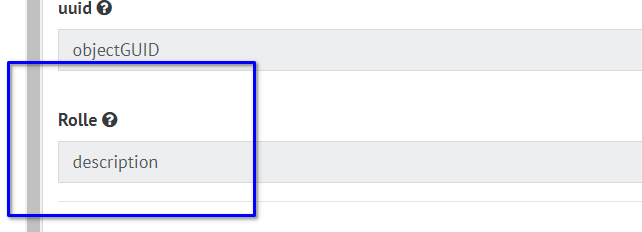 uuid
objectGUID
Rolle
description